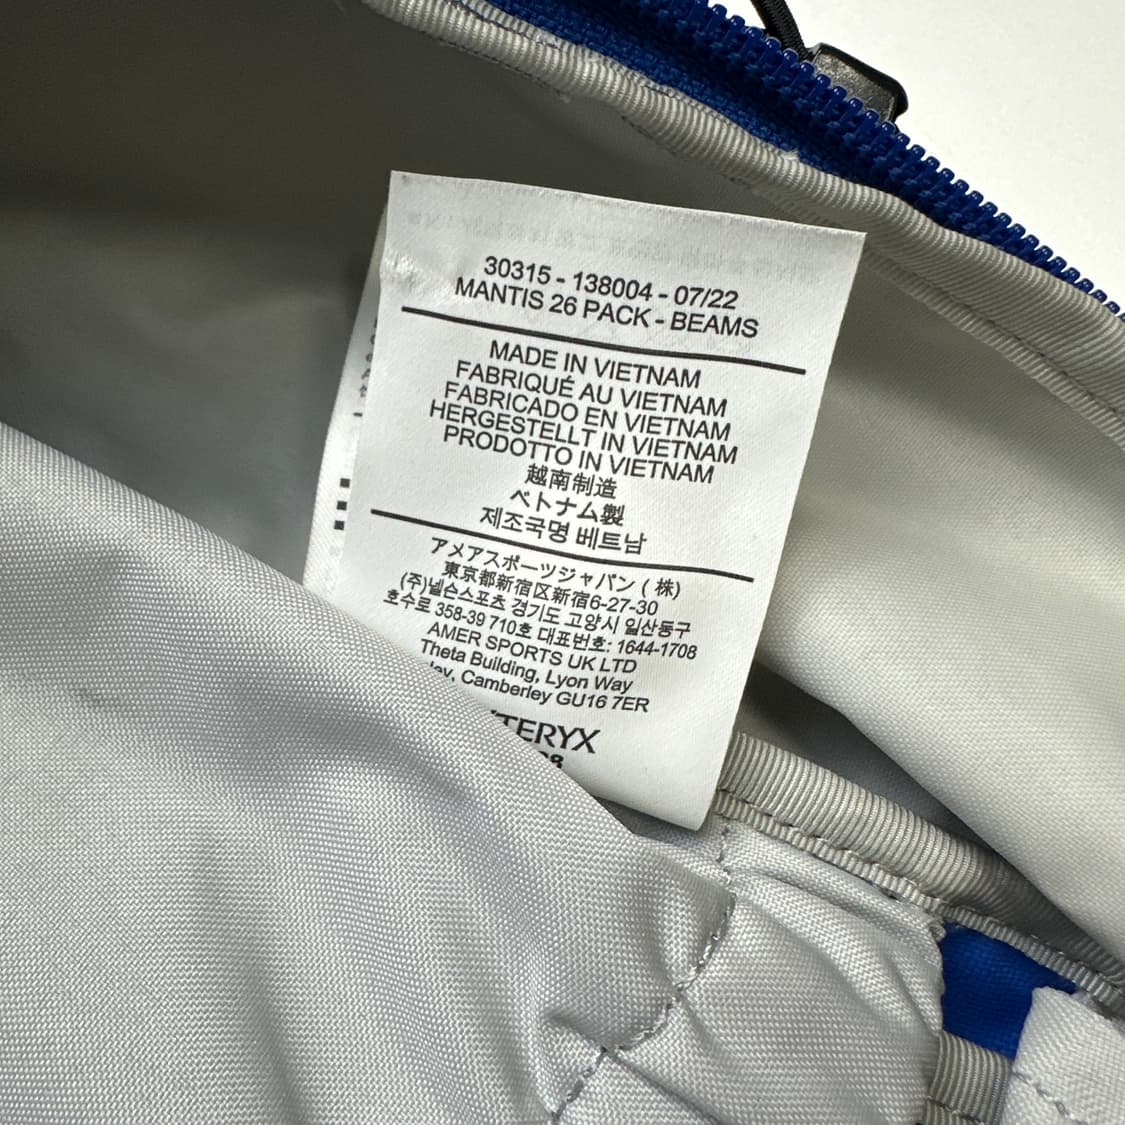 30315 - 138004 - 07/22
MANTIS 26 PACK - BEAMS
MADE IN VIETNAM
FABRIQUÉ AU VIETNAM
FABRICADO EN VIETNAM
HERGESTELLT IN VIETNAM
PRODOTTO IN VIETNAM
越南制造
ベトナム製
제조국명 베트남
アメアスポーツジャパン (株)
東京都新宿区新宿6-27-30
(주)넬슨스포츠 경기도 고양시 일산동구
호수로 358-39 710호 대표번호: 1644-1708
AMER SPORTS UK LTD
Theta Building, Lyon Way
Camberley GU16 7ER